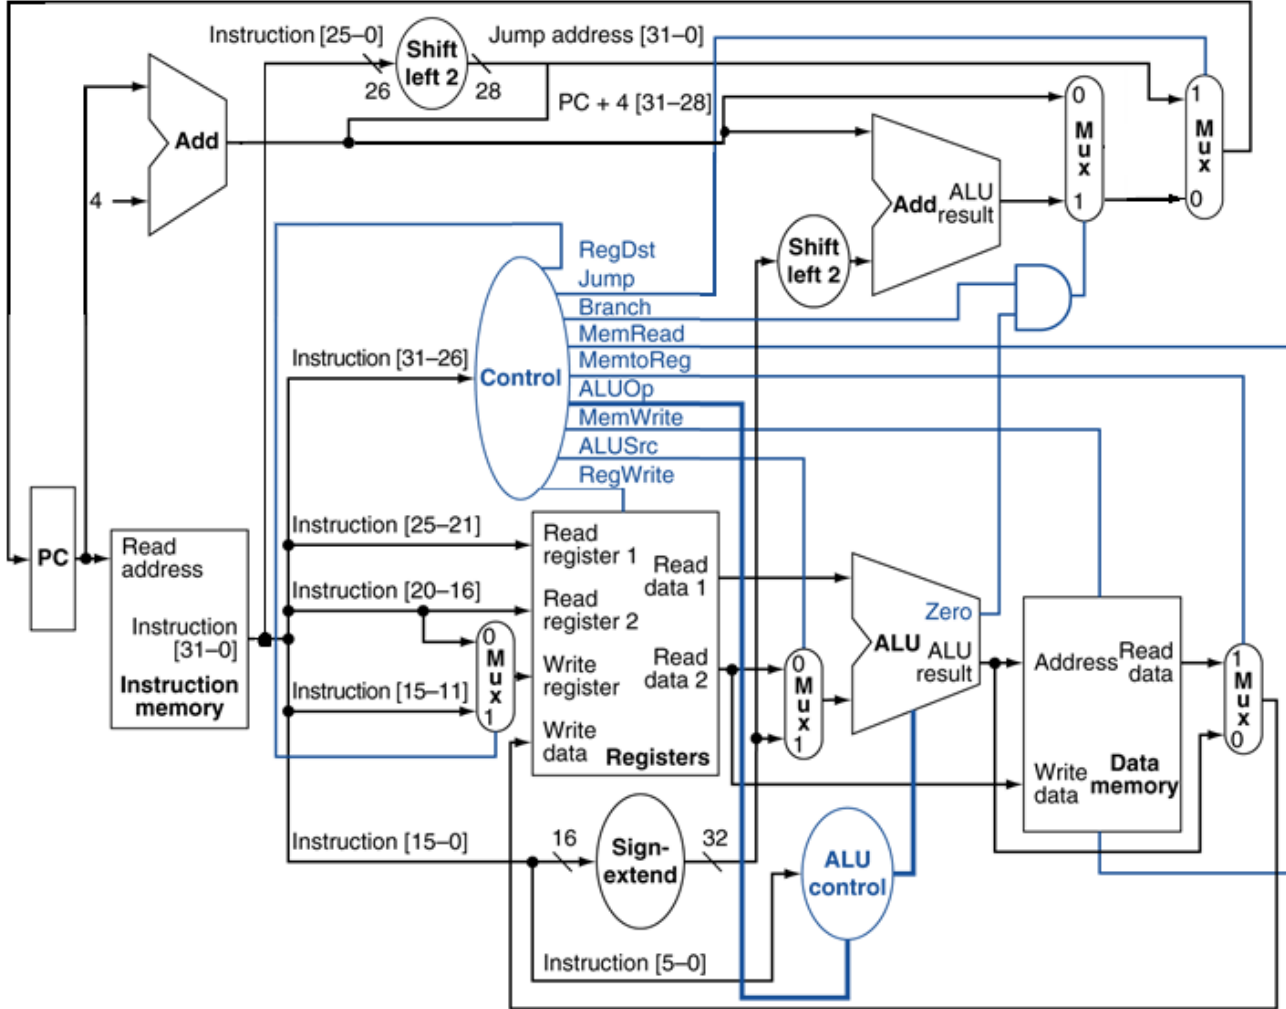 Instruction [25–0]
Shift
left 2
Jump address [31–0]
26
28
PC + 4 [31–28]
Add
4
0
M
u
x
1
1
M
u
x
0
Add
ALU
result
Shift
left 2
RegDst
Jump
Branch
MemRead
MemtoReg
ALUOp
MemWrite
ALUSrc
RegWrite
Instruction [31–26]
Control
PC
Read
address
Instruction
[31–0]
Instruction
memory
Instruction [25–21]
Instruction [20–16]
Instruction [15–11]
0
M
u
x
1
Read
register 1
Read
register 2
Write
register
Write
data
Read
data 1
Read
data 2
Registers
0
M
u
x
1
Zero
ALU
ALU
result
Address
Read
data
Write
data
Data
memory
1
M
u
x
0
Instruction [15–0]
16
Sign-
extend
32
ALU
control
Instruction [5–0]